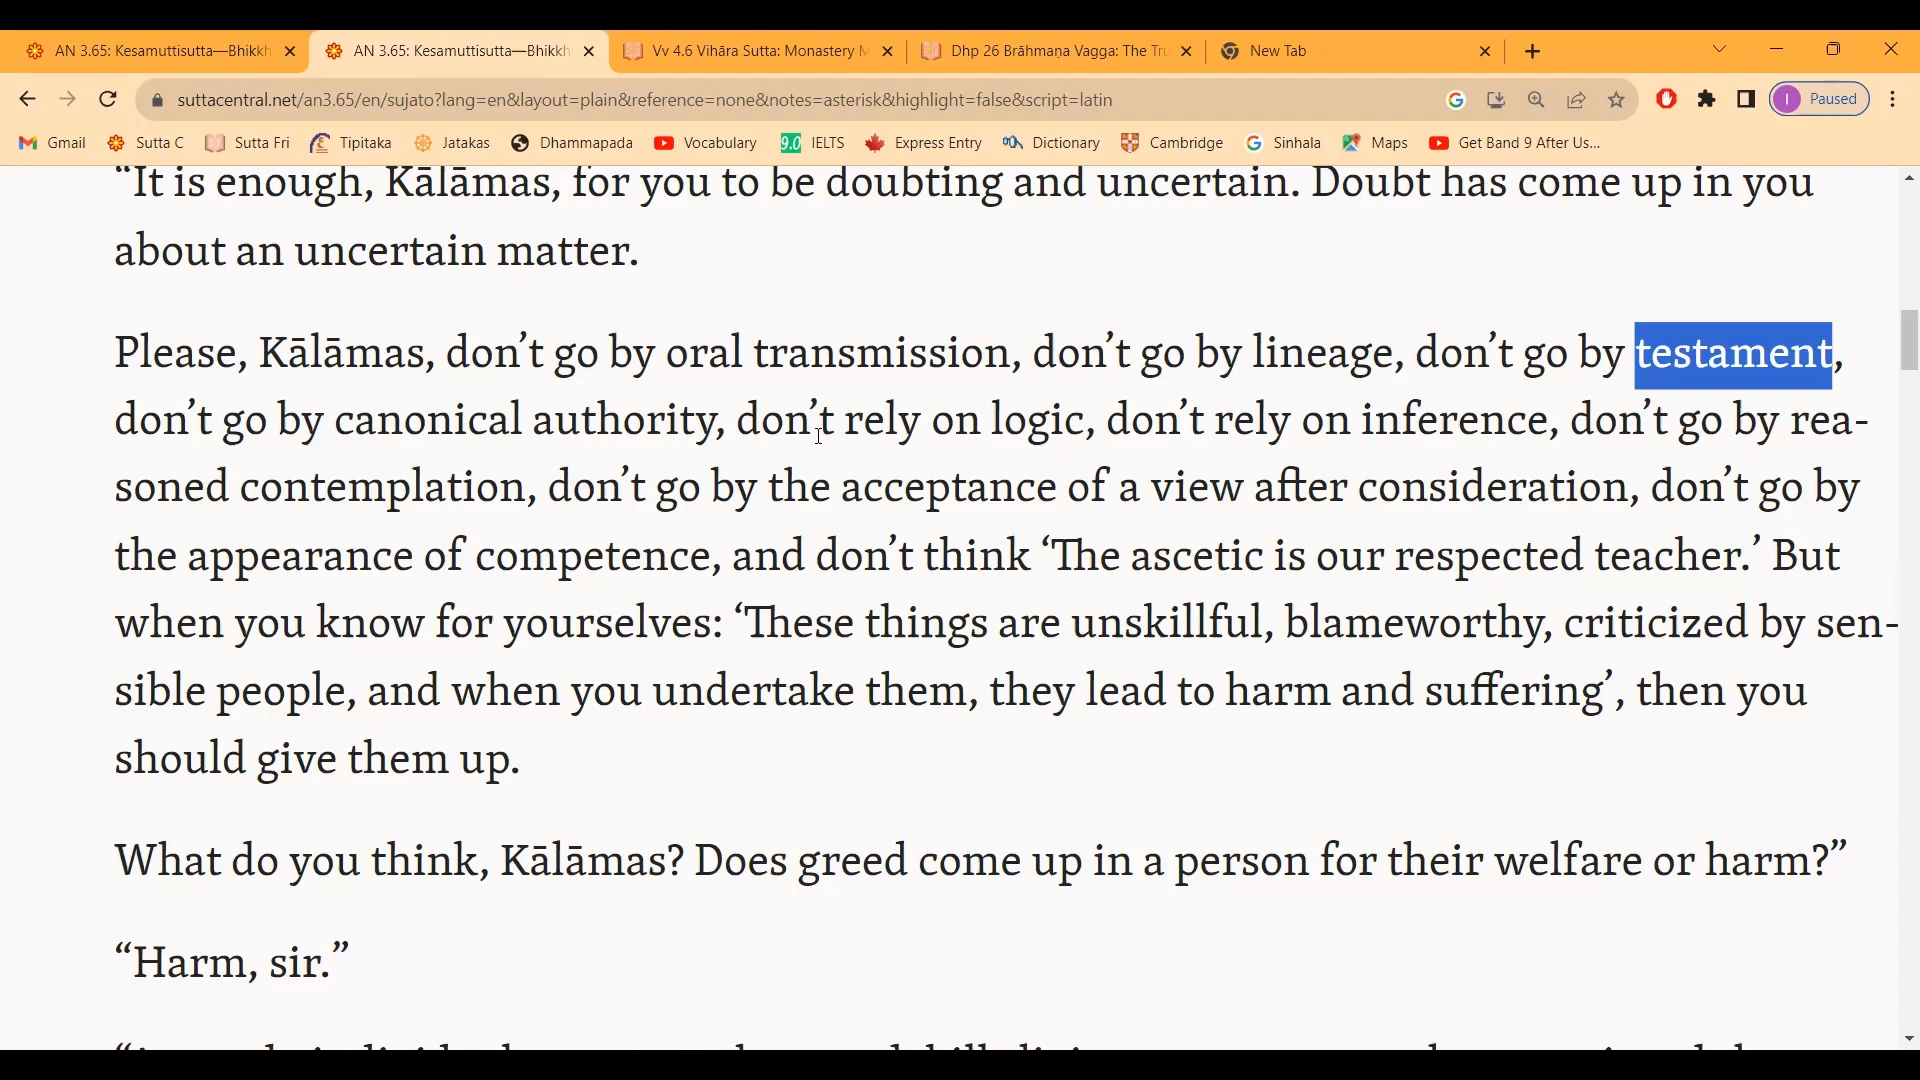 AN 3.65: Kesamuttisutta—Bhikkh
AN 3.65: Kesamuttisutta—Bhikkh
Vv 4.6 Vihāra Sutta: Monastery M
Dhp 26 Brāhmaṇa Vagga: The Tru
New Tab
suttacentral.net/an3.65/en/sujato?lang=en&layout=plain&reference=none&notes=asterisk&highlight=false&script=latin
I Paused
Gmail
Sutta C
Sutta Fri
Tipitaka
Jatakas
Dhammapada
Vocabulary
9.0 IELTS
Express Entry
Dictionary
Cambridge
Sinhala
Maps
Get Band 9 After Us...
“It is enough, Kālāmas, for you to be doubting and uncertain. Doubt has come up in you
about an uncertain matter.
Please, Kālāmas, don’t go by oral transmission, don’t go by lineage, don’t go by testament,
don’t go by canonical authority, don’t rely on logic, don’t rely on inference, don’t go by rea-
soned contemplation, don’t go by the acceptance of a view after consideration, don’t go by
the appearance of competence, and don’t think ‘The ascetic is our respected teacher.’ But
when you know for yourselves: ‘These things are unskillful, blameworthy, criticized by sen-
sible people, and when you undertake them, they lead to harm and suffering’, then you
should give them up.
What do you think, Kālāmas? Does greed come up in a person for their welfare or harm?”
“Harm, sir.”